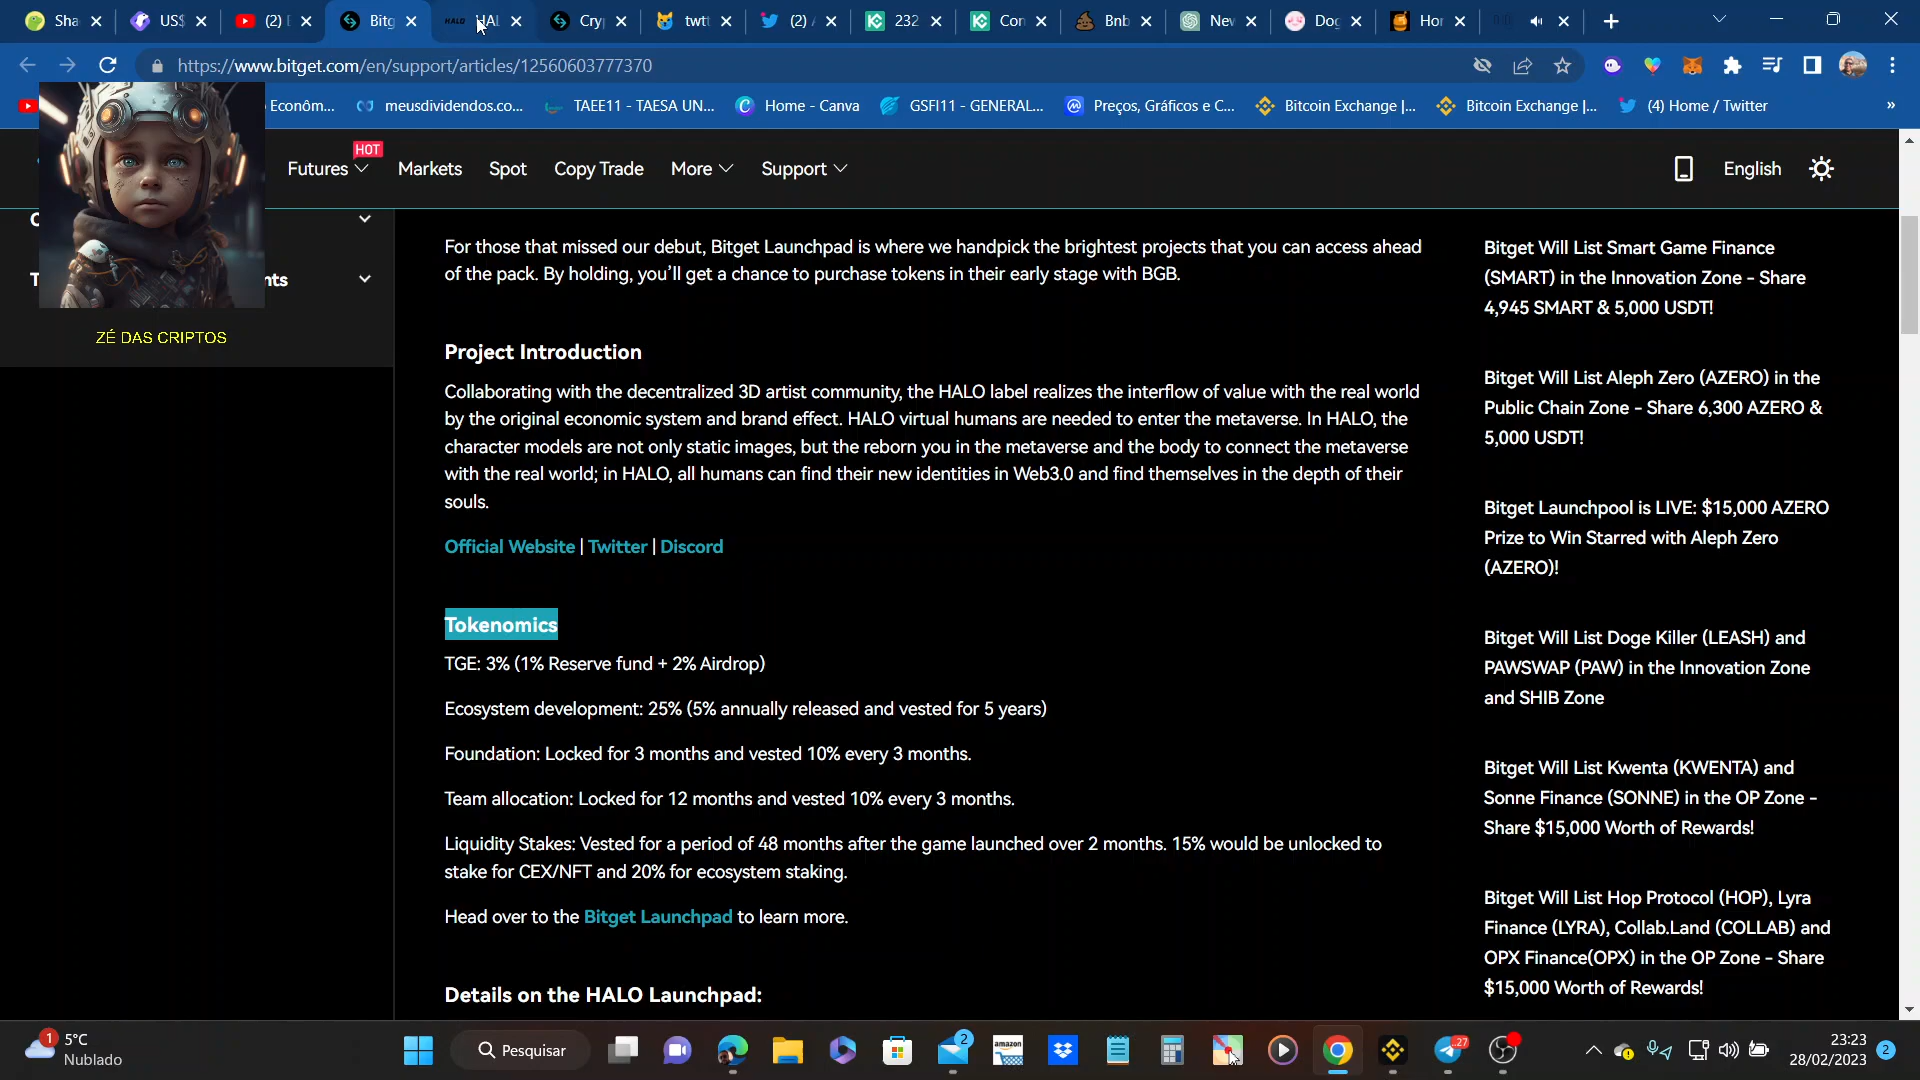 Sha
US$
(2)
Bitg
HAL
Cry
twt
(2)
232
Con
Bnb
New
Dog
Hor
https://www.bitget.com/en/support/articles/12560603777370
Econôm...
meusdividendos.co...
TAEE11 - TAESA UN...
Home - Canva
GSFI11 - GENERAL...
Preços, Gráficos e C...
Bitcoin Exchange |...
Bitcoin Exchange |...
(4) Home / Twitter
»
HOT
Futures
Markets
Spot
Copy Trade
More
Support
English
nts
ZÉ DAS CRIPTOS
For those that missed our debut, Bitget Launchpad is where we handpick the brightest projects that you can access ahead
of the pack. By holding, you'll get a chance to purchase tokens in their early stage with BGB.
Project Introduction
Collaborating with the decentralized 3D artist community, the HALO label realizes the interflow of value with the real world
by the original economic system and brand effect. HALO virtual humans are needed to enter the metaverse. In HALO, the
character models are not only static images, but the reborn you in the metaverse and the body to connect the metaverse
with the real world; in HALO, all humans can find their new identities in Web3.0 and find themselves in the depth of their
souls.
Official Website | Twitter | Discord
Tokenomics
TGE: 3% (1% Reserve fund + 2% Airdrop)
Ecosystem development: 25% (5% annually released and vested for 5 years)
Foundation: Locked for 3 months and vested 10% every 3 months.
Team allocation: Locked for 12 months and vested 10% every 3 months.
Liquidity Stakes: Vested for a period of 48 months after the game launched over 2 months. 15% would be unlocked to
stake for CEX/NFT and 20% for ecosystem staking.
Head over to the Bitget Launchpad to learn more.
Details on the HALO Launchpad:
Bitget Will List Smart Game Finance
(SMART) in the Innovation Zone - Share
4,945 SMART & 5,000 USDT!
Bitget Will List Aleph Zero (AZERO) in the
Public Chain Zone - Share 6,300 AZERO &
5,000 USDT!
Bitget Launchpool is LIVE: $15,000 AZERO
Prize to Win Starred with Aleph Zero
(AZERO)!
Bitget Will List Doge Killer (LEASH) and
PAWSWAP (PAW) in the Innovation Zone
and SHIB Zone
Bitget Will List Kwenta (KWENTA) and
Sonne Finance (SONNE) in the OP Zone -
Share $15,000 Worth of Rewards!
Bitget Will List Hop Protocol (HOP), Lyra
Finance (LYRA), Collab.Land (COLLAB) and
OPX Finance(OPX) in the OP Zone - Share
$15,000 Worth of Rewards!
1
5°C
Nublado
Pesquisar
2
amazon
27
23:23
28/02/2023
2